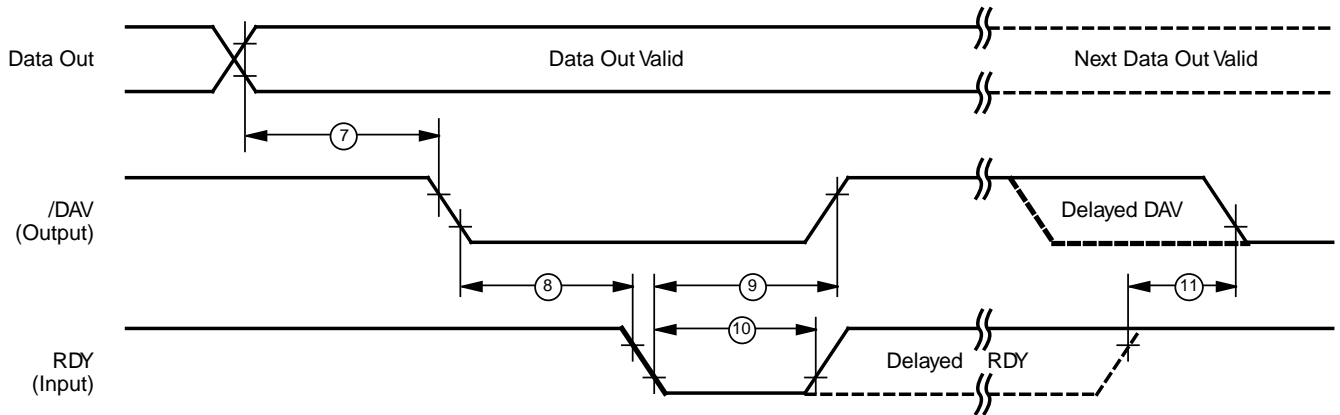 Data Out
Data Out Valid
Next Data Out Valid
7
/DAV
(Output)
Delayed DAV
8
9
11
10
RDY
(Input)
Delayed RDY